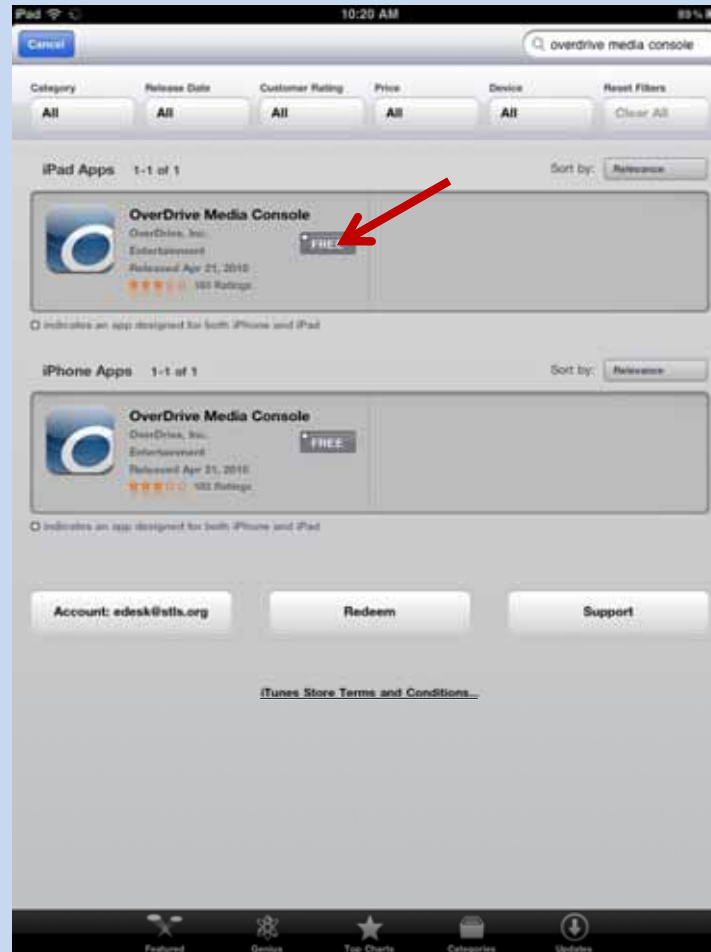 iPad 10:20 AM 89%
Cancel overdrive media console
Category Release Date Customer Rating Price Device Reset Filters
All All All All All Clear All
iPad Apps 1-1 of 1 Sort by: Relevance
OverDrive Media Console
OverDrive, Inc.
FREE
Entertainment
Released Apr 21, 2010
Ratings
indicates an app designed for both iPhone and iPad
iPhone Apps 1-1 of 1 Sort by: Relevance
OverDrive Media Console
OverDrive, Inc.
FREE
Entertainment
Released Apr 21, 2010
Ratings
indicates an app designed for both iPhone and iPad
Account: edesk@stls.org Redeem Support
iTunes Store Terms and Conditions...
Featured Genius Top Charts Categories Updates